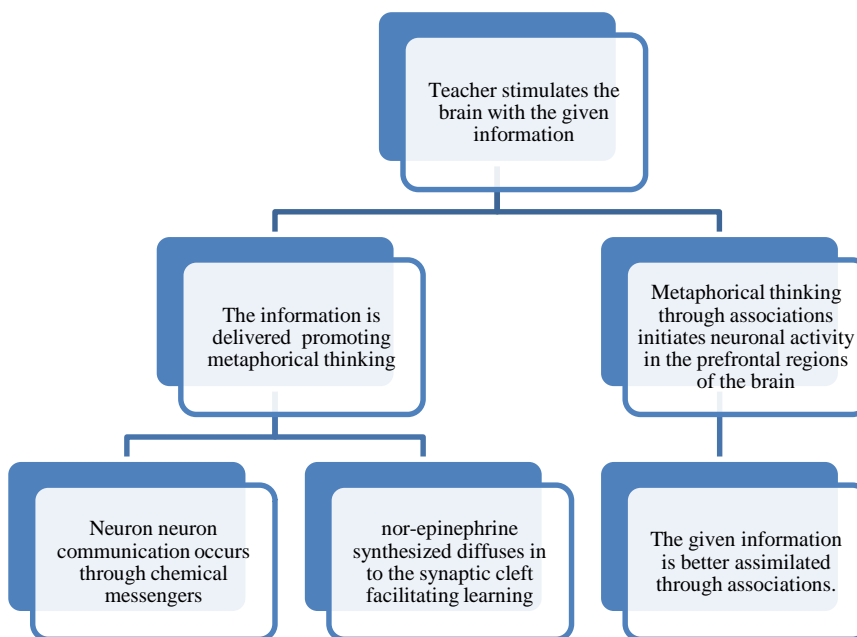 Teacher stimulates the
brain with the given
information
The information is
delivered promoting
metaphorical thinking
Metaphorical thinking
through associations
initiates neuronal activity
in the prefrontal regions
of the brain
Neuron neuron
communication occurs
through chemical
messengers
nor-epinephrine
synthesized diffuses in
to the synaptic cleft
facilitating learning
The given information
is better assimilated
through associations.